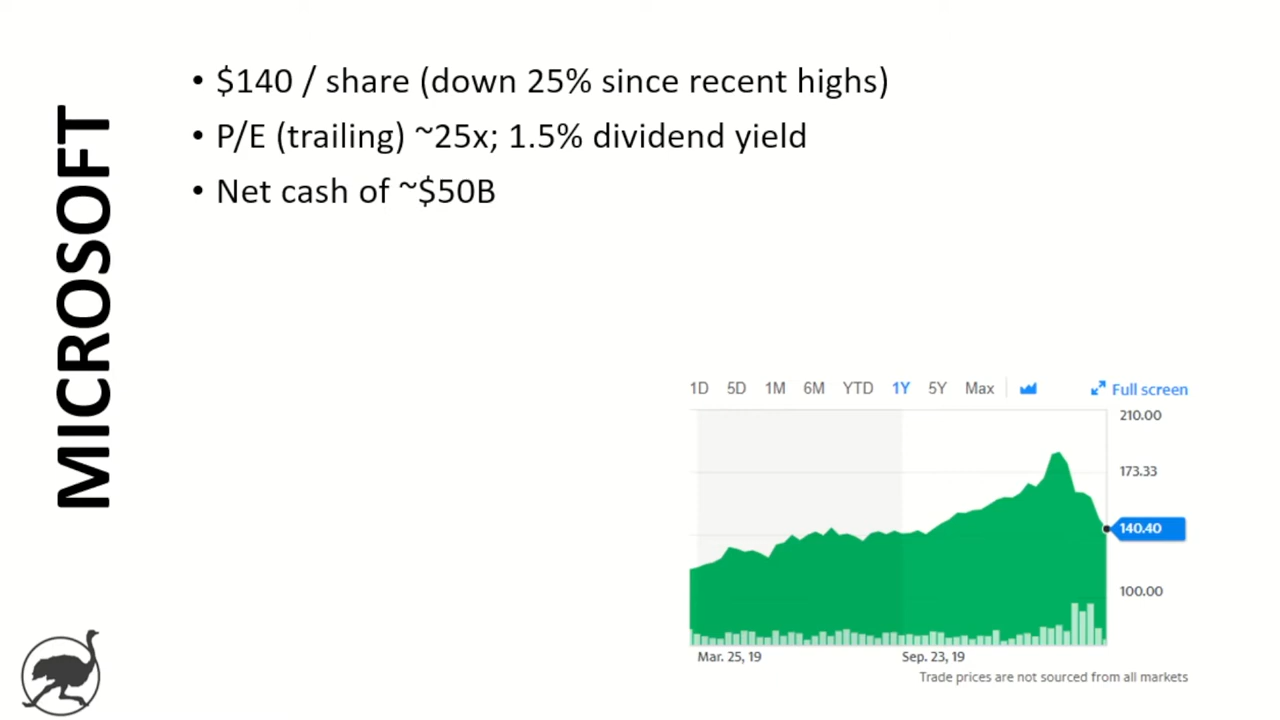 MICROSOFT
• $140 / share (down 25% since recent highs)
• P/E (trailing) ~25x; 1.5% dividend yield
• Net cash of ~$50B
1D 5D 1M 6M YTD 1Y 5Y Max Full screen
210.00
173.33
140.40
100.00
Mar. 25, 19 Sep. 23, 19
Trade prices are not sourced from all markets